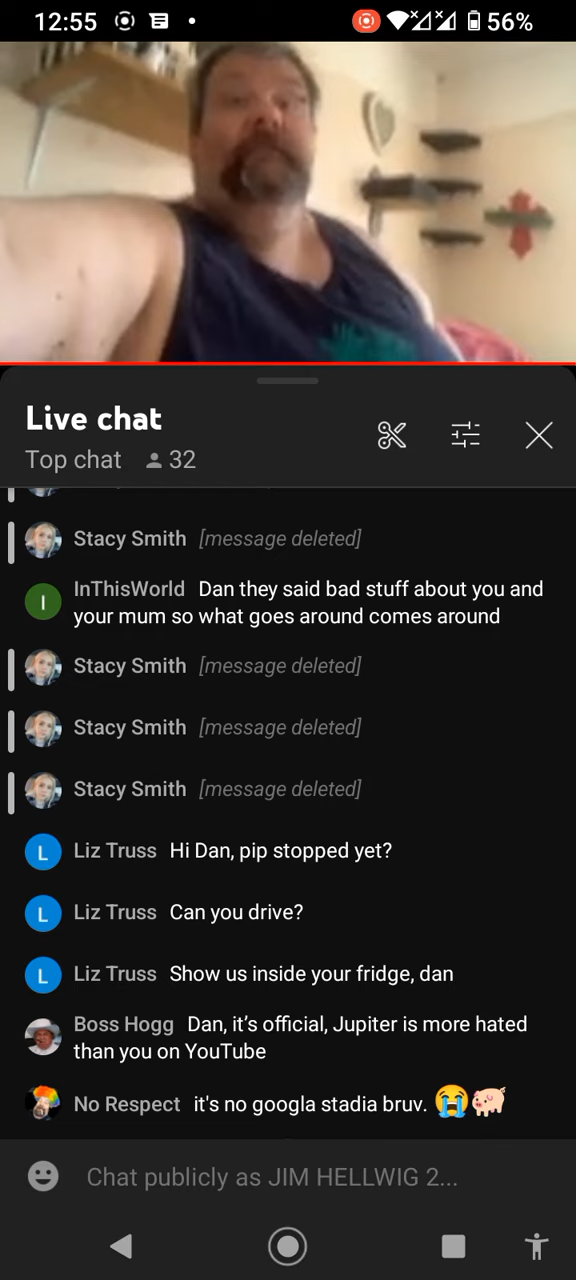 12:55
56%
Live chat
Top chat 32
Stacy Smith [message deleted]
InThisWorld Dan they said bad stuff about you and
your mum so what goes around comes around
Stacy Smith [message deleted]
Stacy Smith [message deleted]
Stacy Smith [message deleted]
L Liz Truss Hi Dan, pip stopped yet?
L Liz Truss Can you drive?
L Liz Truss Show us inside your fridge, dan
Boss Hogg Dan, it’s official, Jupiter is more hated
than you on YouTube
No Respect it's no googla stadia bruv. 😭🐖
Chat publicly as JIM HELLWIG 2...